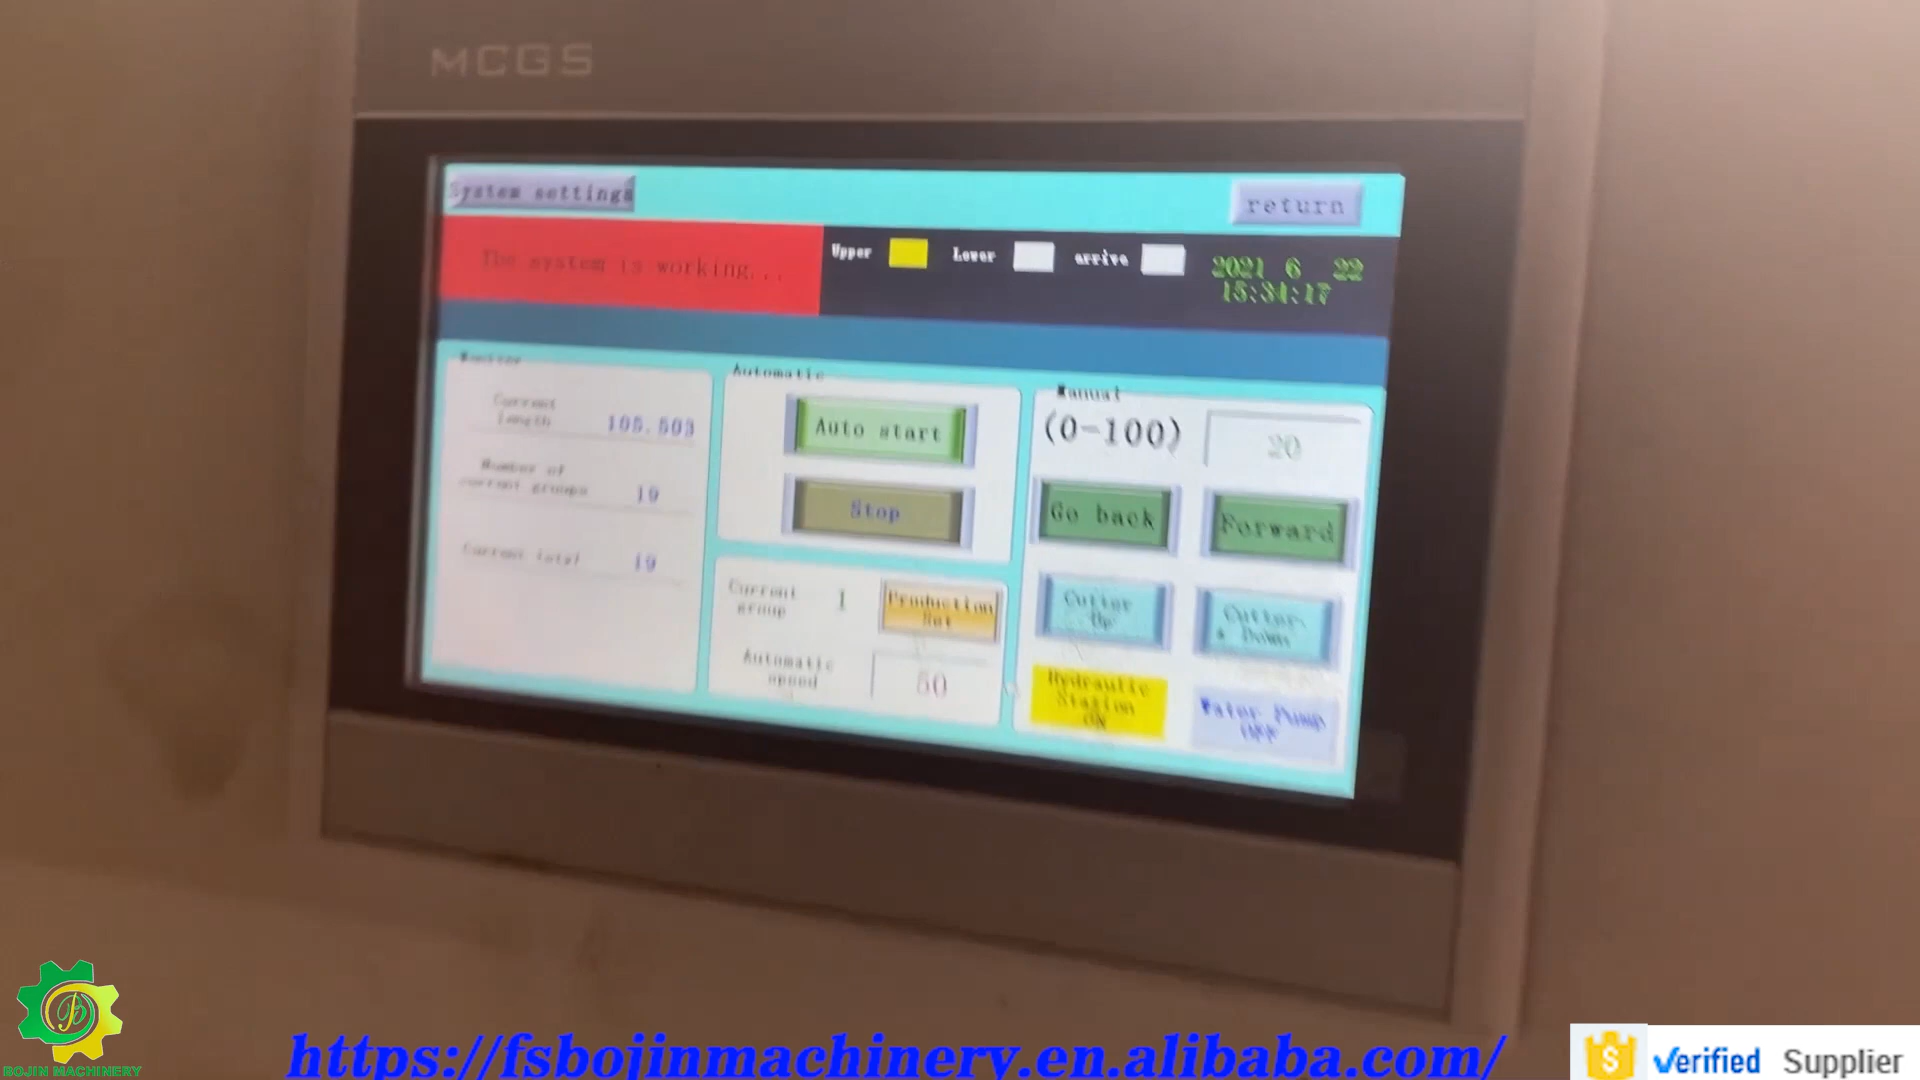 MCGS
System settings
return
The system is working...
Upper
Lower
arrive
2021 6 22
15:34:17
Monitor
Current
length
105.503
Number of
current groups
19
Current total
19
Automatic
Auto start
Stop
Current
group
1
Production
Set
Automatic
speed
50
Manual
(0-100)
20
Go back
Forward
Cutter
Up
Cutter
Down
Hydraulic
Station
ON
Water Pump
OFF
BOJIN MACHINERY
https://fsbojinmachinery.en.alibaba.com/
Verified Supplier